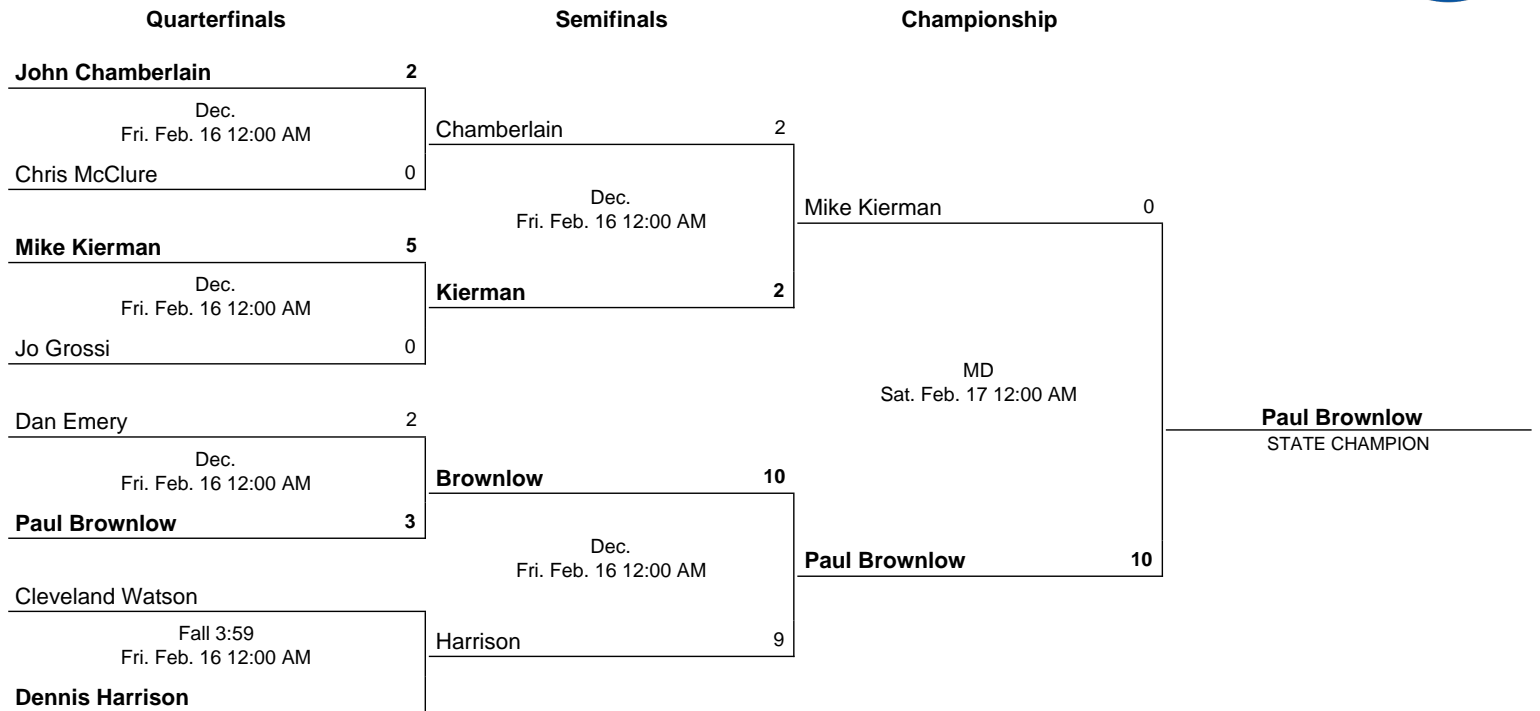 Quarterfinals
Semifinals
Championship
John Chamberlain 2
Dec.
Fri. Feb. 16 12:00 AM
Chris McClure 0
Mike Kierman 5
Dec.
Fri. Feb. 16 12:00 AM
Jo Grossi 0
Dan Emery 2
Dec.
Fri. Feb. 16 12:00 AM
Paul Brownlow 3
Cleveland Watson
Fall 3:59
Fri. Feb. 16 12:00 AM
Dennis Harrison
Chamberlain 2
Dec.
Fri. Feb. 16 12:00 AM
Kierman 2
Brownlow 10
Dec.
Fri. Feb. 16 12:00 AM
Harrison 9
Mike Kierman 0
MD
Sat. Feb. 17 12:00 AM
Paul Brownlow 10
Paul Brownlow
STATE CHAMPION